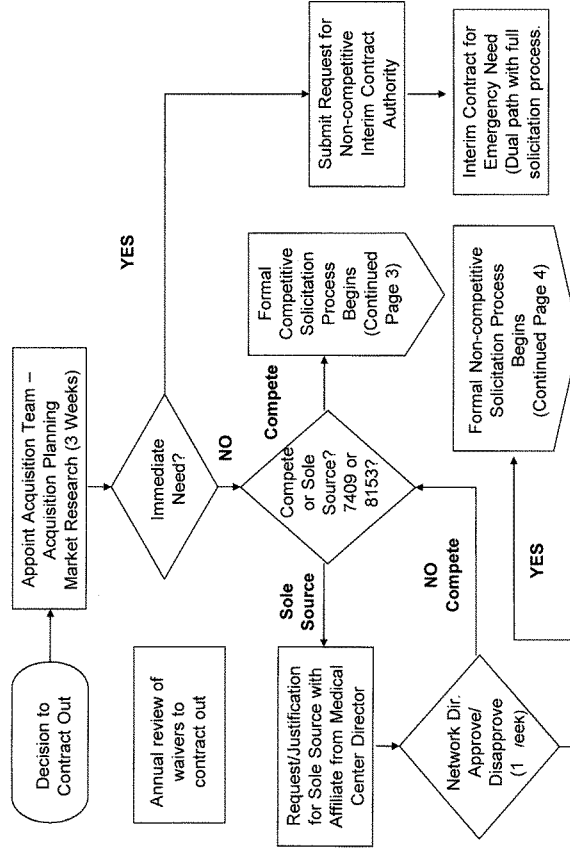 Decision to
Contract Out
Appoint Acquisition Team –
Acquisition Planning
Market Research (3 Weeks)
Annual review of
waivers to
contract out
Immediate
Need?
YES
NO
Submit Request for
Non-competitive
Interim Contract
Authority
Interim Contract for
Emergency Need
(Dual path with full
solicitation process.
Request/Justification
for Sole Source with
Affiliate from Medical
Center Director
Sole
Source
Compete
or Sole
Source?
7409 or
8153?
Compete
Formal
Competitive
Solicitation
Process
Begins
(Continued
Page 3)
Network Dir.
Approve/
Disapprove
(1
NO
Compete
YES
Formal Non-competitive
Solicitation Process
Begins
(Continued Page 4)